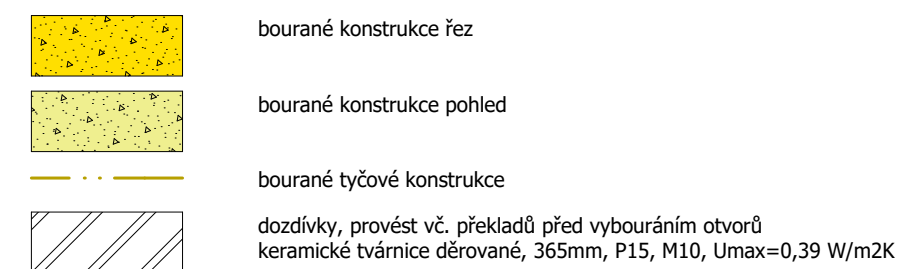 bourané konstrukce řez
bourané konstrukce pohled
bourané tyčové konstrukce
dozdívky, provést vč. překladů před vybouráním otvorů
keramické tvárnice děrované, 365mm, P15, M10, Umax=0,39 W/m2K